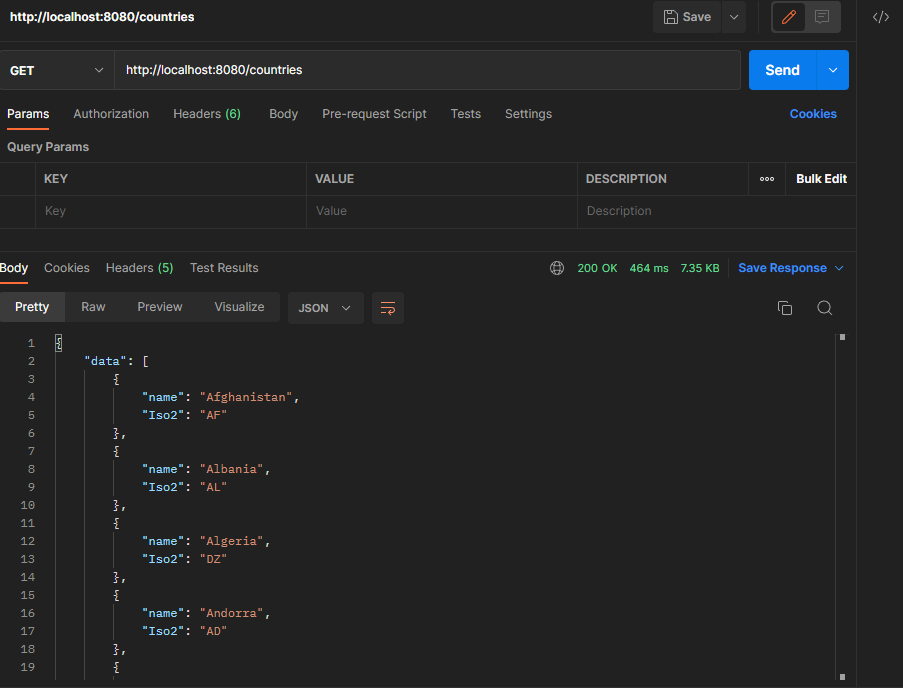 http://localhost:8080/countries
Save
GET
http://localhost:8080/countries
Send
Params Authorization Headers (6) Body Pre-request Script Tests Settings Cookies
Query Params
KEY VALUE DESCRIPTION Bulk Edit
Key Value Description
Body Cookies Headers (5) Test Results 200 OK 464 ms 7.35 KB Save Response
Pretty Raw Preview Visualize JSON
1 {
2 "data": [
3 {
4 "name": "Afghanistan",
5 "Iso2": "AF"
6 },
7 {
8 "name": "Albania",
9 "Iso2": "AL"
10 },
11 {
12 "name": "Algeria",
13 "Iso2": "DZ"
14 },
15 {
16 "name": "Andorra",
17 "Iso2": "AD"
18 },
19 {